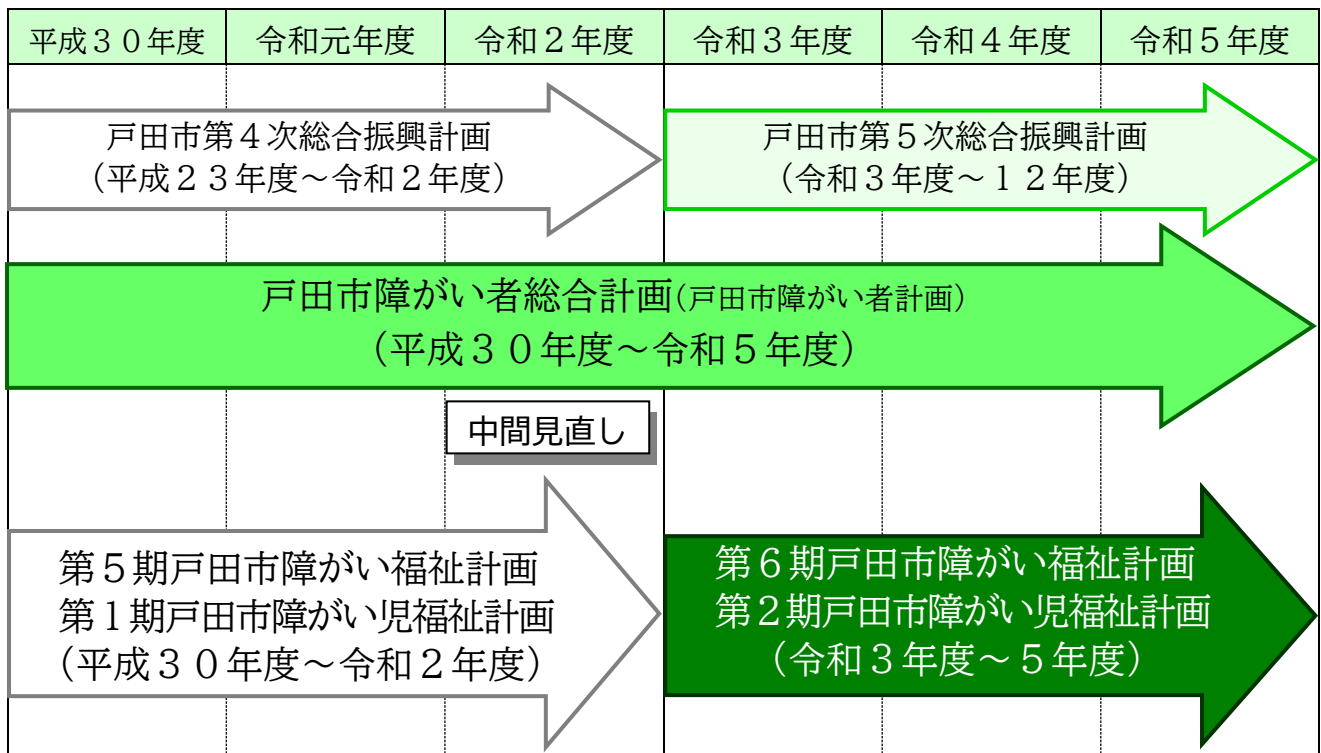 平成３０年度 令和元年度 令和２年度 令和３年度 令和４年度 令和５年度
戸田市第４次総合振興計画
（平成２３年度～令和２年度）
戸田市第５次総合振興計画
（令和３年度～１２年度）
戸田市障がい者総合計画(戸田市障がい者計画)
（平成３０年度～令和５年度）
中間見直し
第５期戸田市障がい福祉計画
第１期戸田市障がい児福祉計画
（平成３０年度～令和２年度）
第６期戸田市障がい福祉計画
第２期戸田市障がい児福祉計画
（令和３年度～５年度）